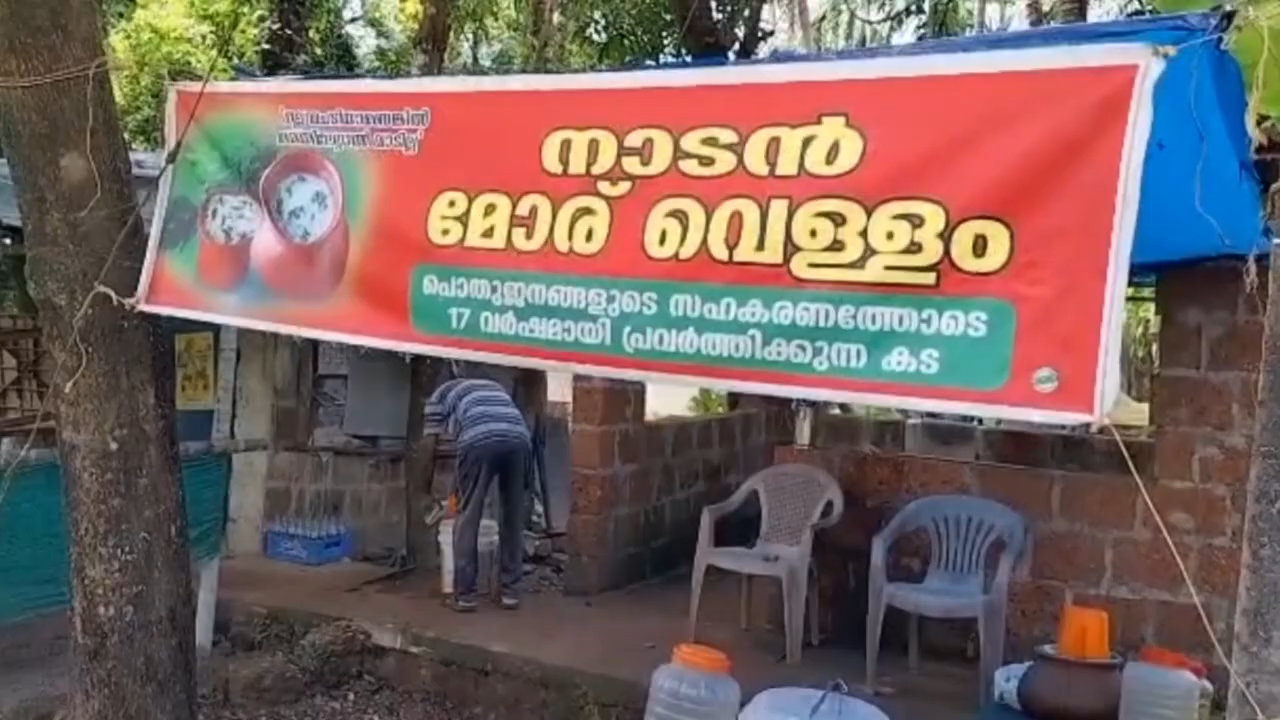 നാടൻ
മോര് വെള്ളം
പൊതുജനങ്ങളുടെ സഹകരണത്തോടെ
17 വർഷമായി പ്രവർത്തിക്കുന്ന കട